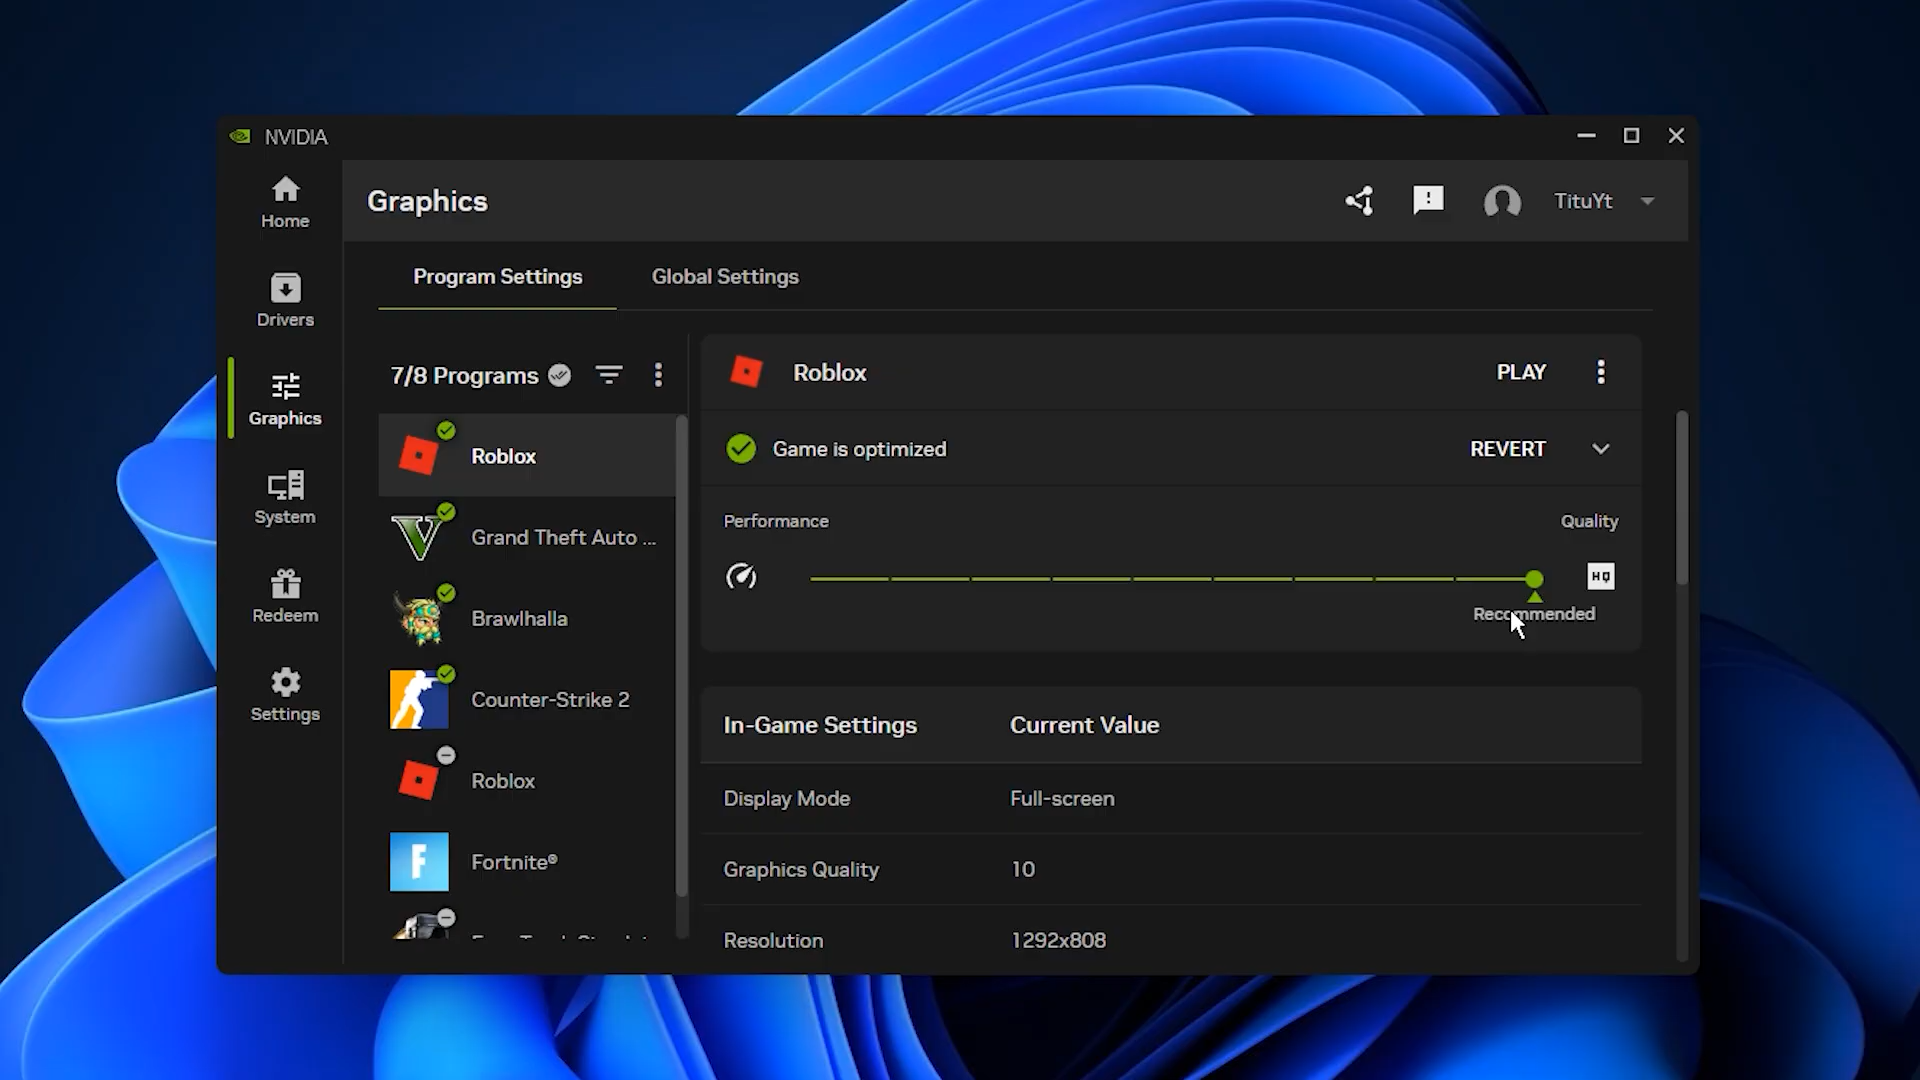 NVIDIA
Home
Drivers
Graphics
System
Redeem
Settings
Graphics
TituYt
Program Settings
Global Settings
7/8 Programs
Roblox
Grand Theft Auto ...
Brawlhalla
Counter-Strike 2
Roblox
Fortnite®
Roblox
PLAY
Game is optimized
REVERT
Performance
Quality
HQ
Recommended
In-Game Settings
Current Value
Display Mode
Full-screen
Graphics Quality
10
Resolution
1292x808